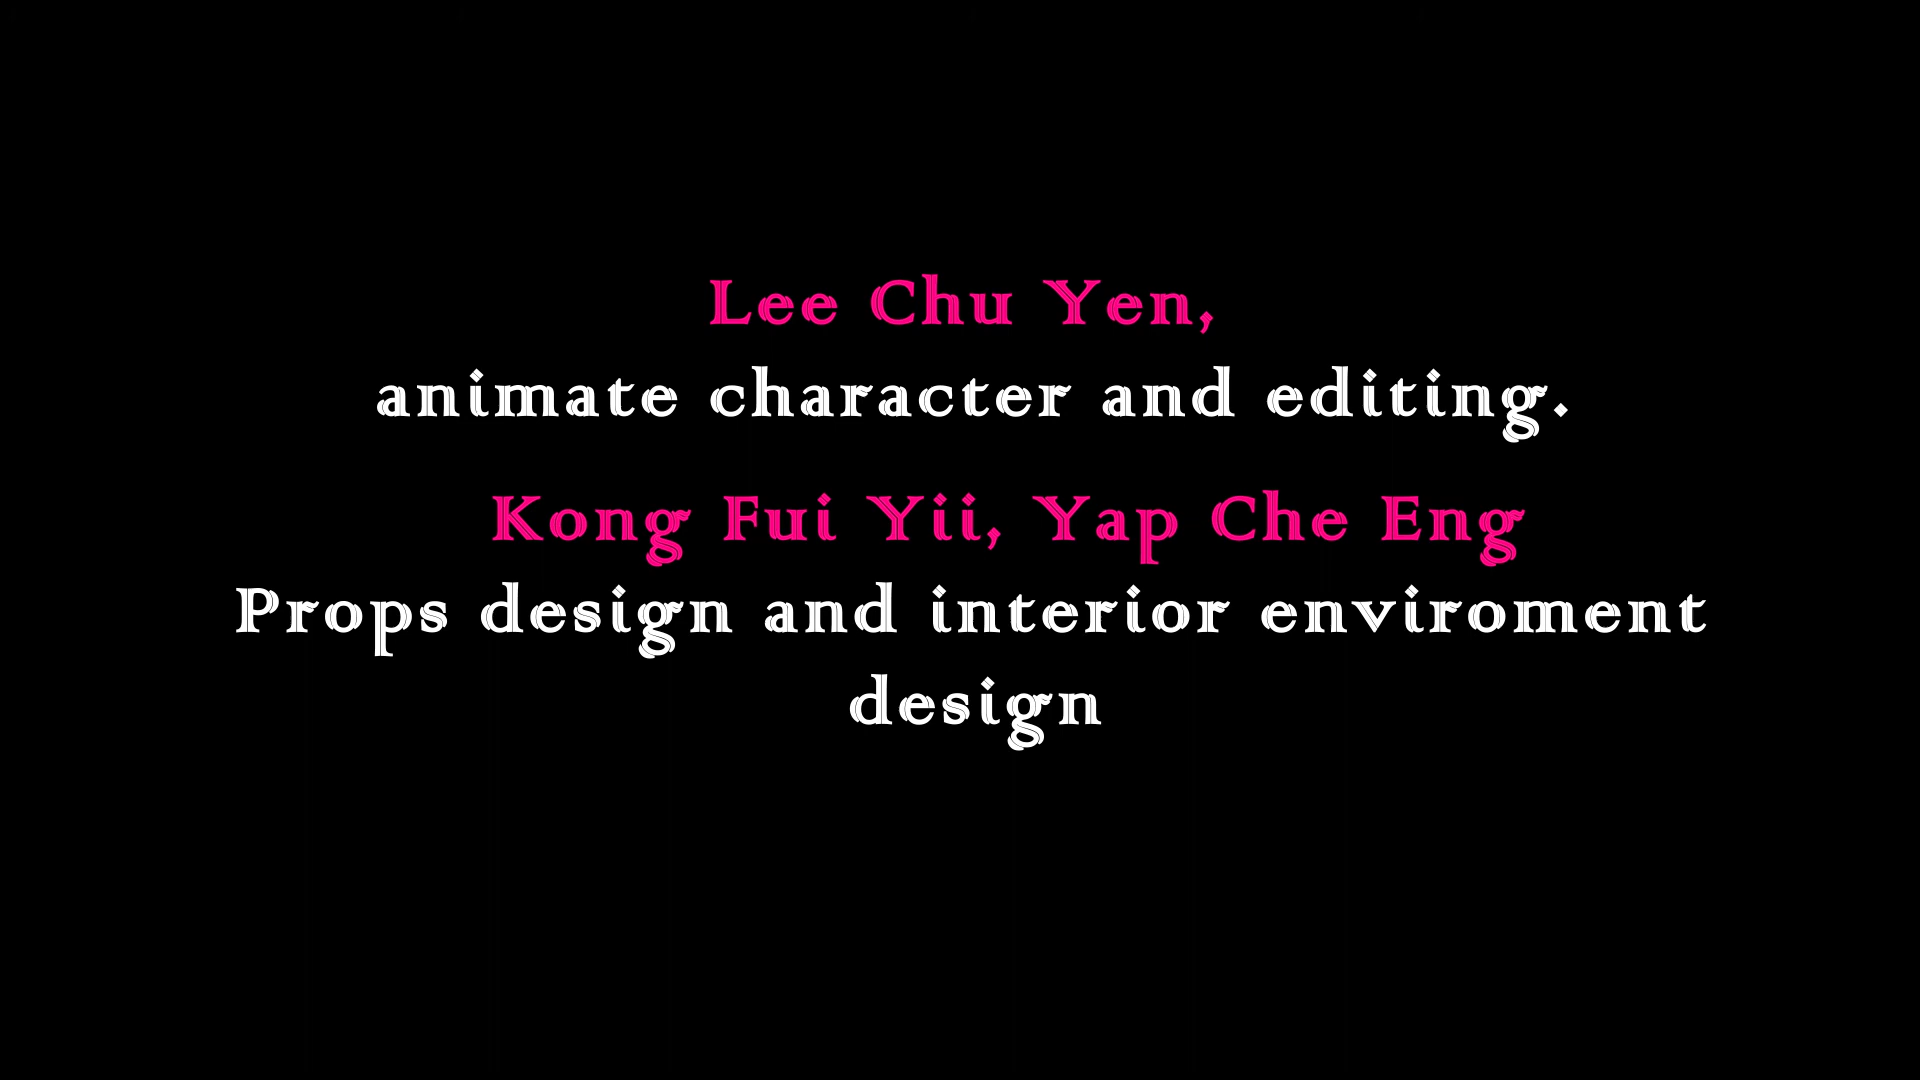 Lee Chu Yen,
animate character and editing.
Kong Fui Yii, Yap Che Eng
Props design and interior enviroment
design